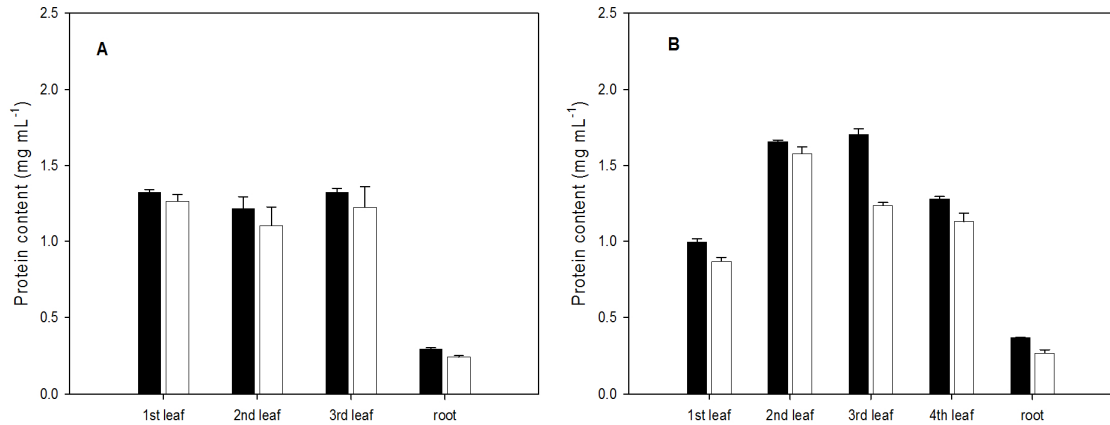 A
Protein content (mg mL⁻¹)
2.5
2.0
1.5
1.0
0.5
0.0
1st leaf 2nd leaf 3rd leaf root
B
Protein content (mg mL⁻¹)
2.5
2.0
1.5
1.0
0.5
0.0
1st leaf 2nd leaf 3rd leaf 4th leaf root